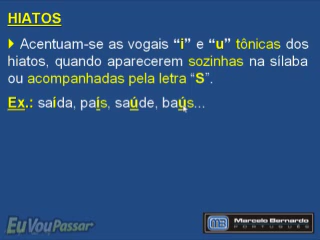 HIATOS
Acentuam-se as vogais “i” e “u” tônicas dos
hiatos, quando aparecerem sozinhas na sílaba
ou acompanhadas pela letra “S”.
Ex.: saída, país, saúde, baús...
EuVouPassar
Marcelo Bernardo
PORTUGUÊS